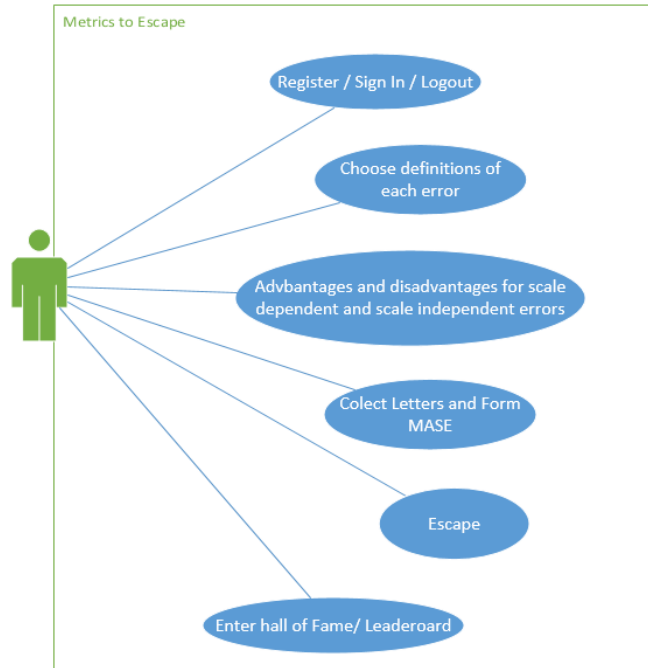 Metrics to Escape
Register / Sign In / Logout
Choose definitions of
each error
Advbantages and disadvantages for scale
dependent and scale independent errors
Colect Letters and Form
MASE
Escape
Enter hall of Fame/ Leaderoard